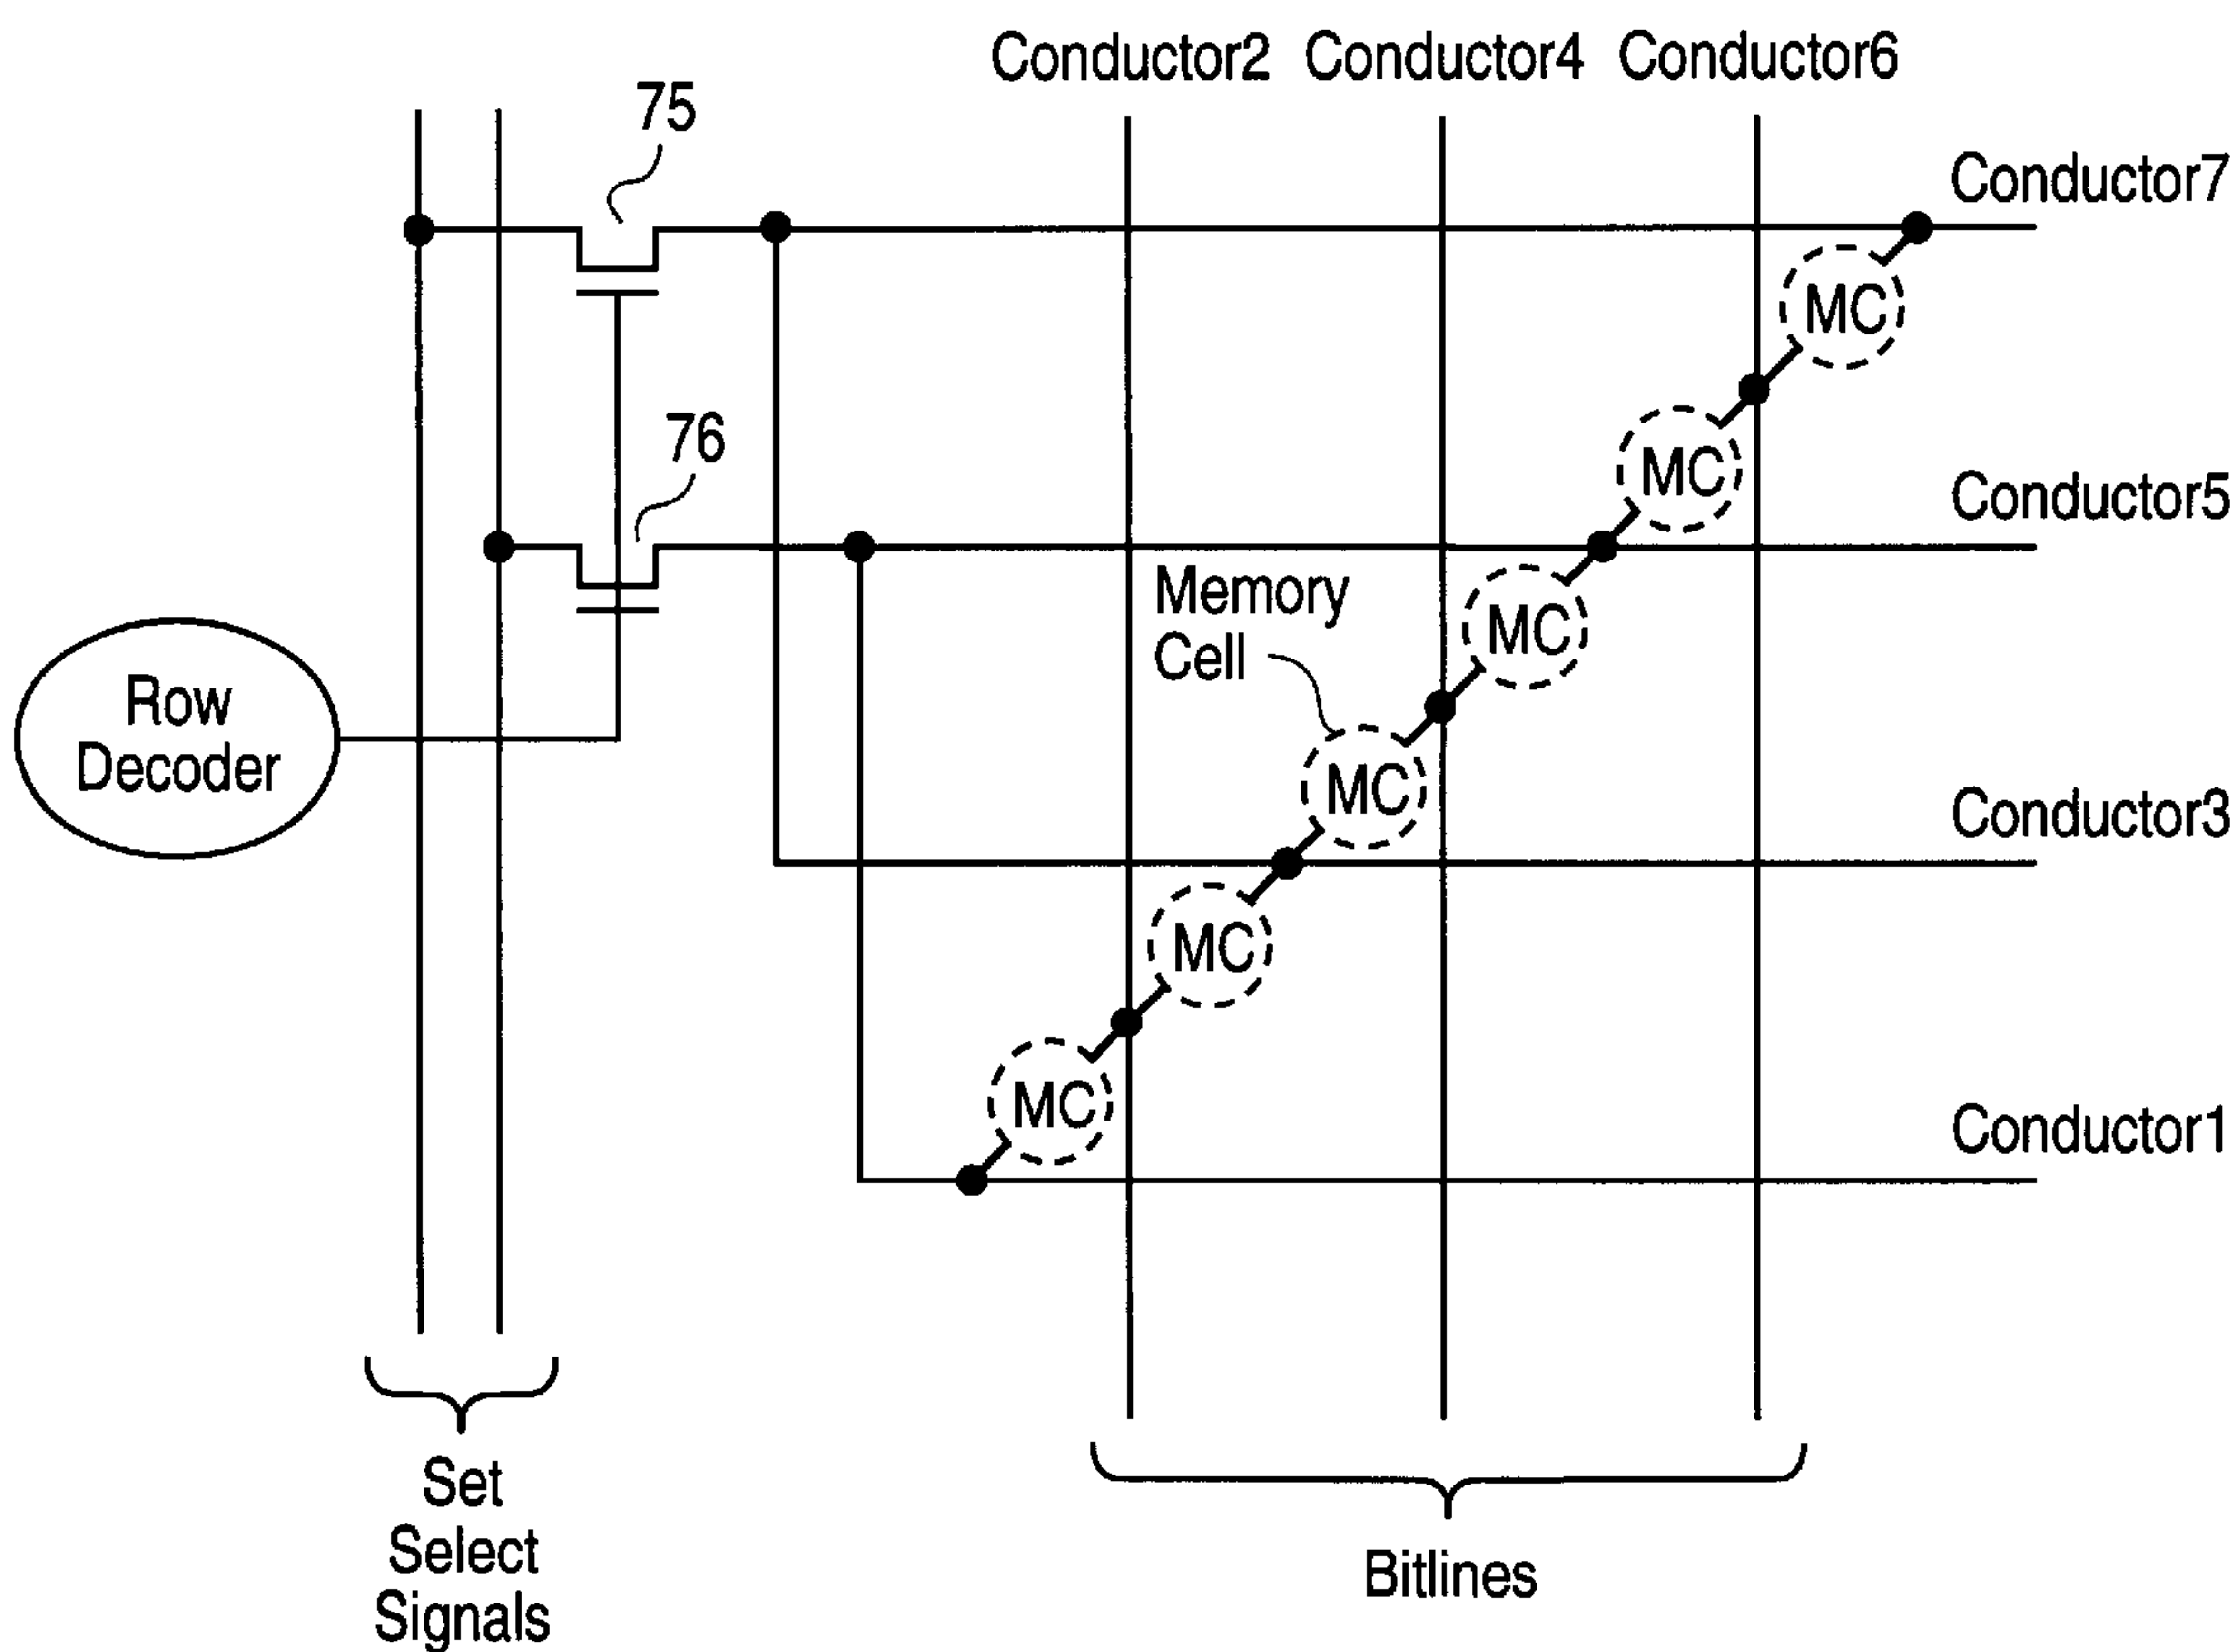 Conductor2 Conductor4 Conductor6
75
Conductor7
MC
76
MC
Conductor5
Memory
Cell
MC
Row
Decoder
MC
Conductor3
MC
MC
Conductor1
Set
Select
Signals
Bitlines